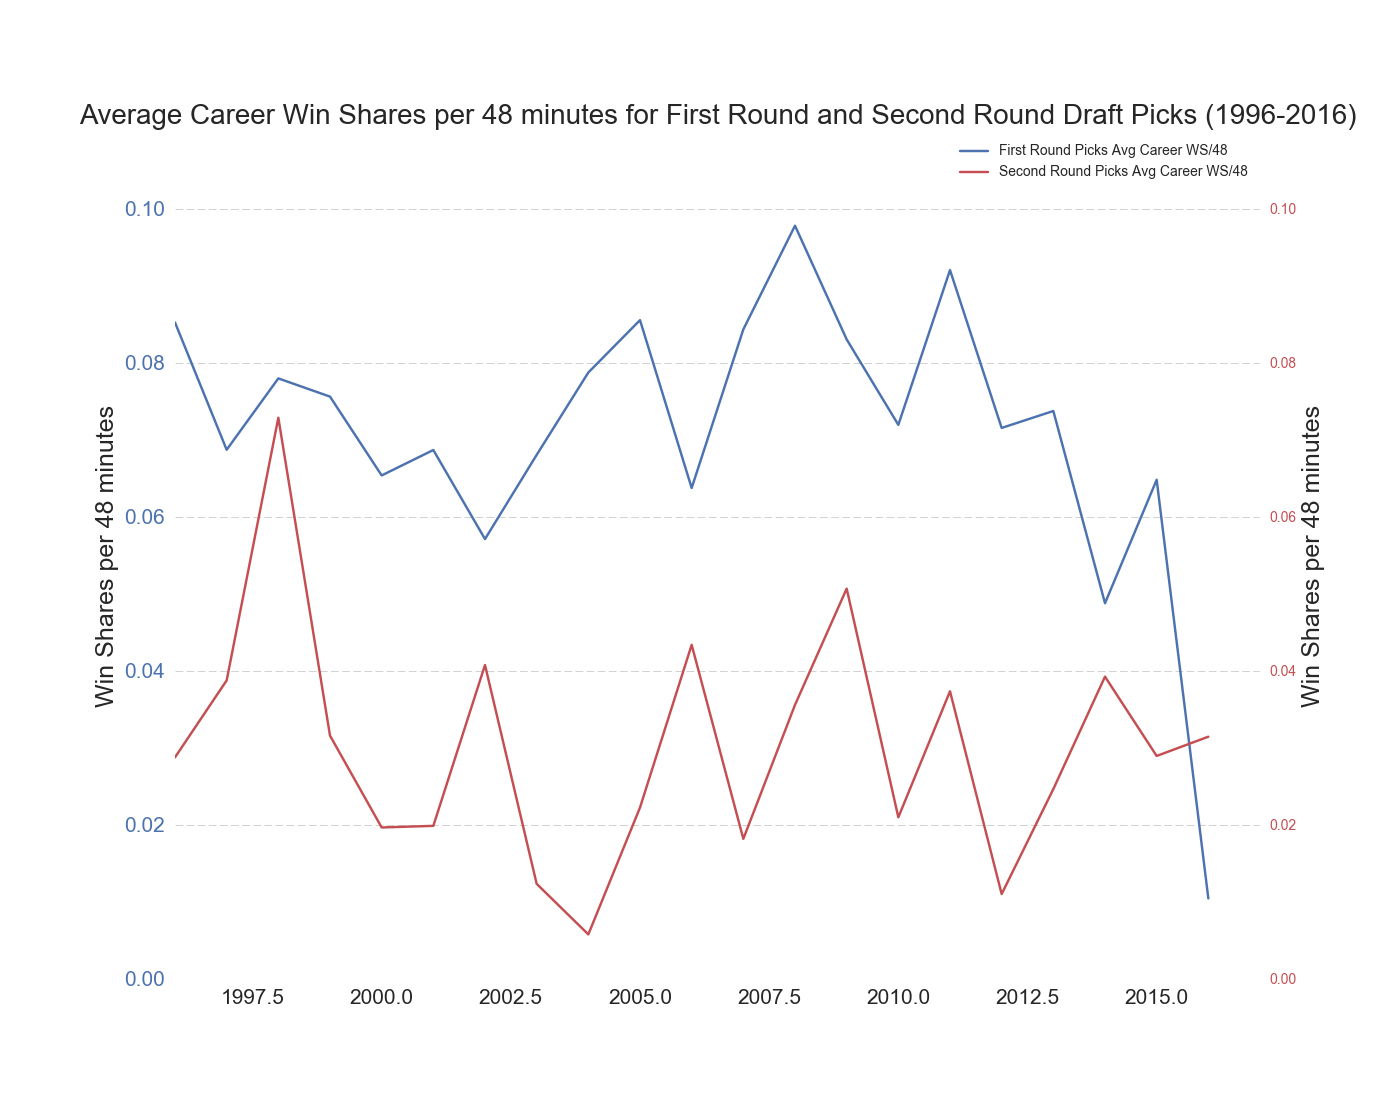 Average Career Win Shares per 48 minutes for First Round and Second Round Draft Picks (1996-2016)
First Round Picks Avg Career WS/48
Second Round Picks Avg Career WS/48
0.10
0.08
0.06
0.04
0.02
0.00
Win Shares per 48 minutes
0.10
0.08
0.06
0.04
0.02
0.00
Win Shares per 48 minutes
1997.5 2000.0 2002.5 2005.0 2007.5 2010.0 2012.5 2015.0